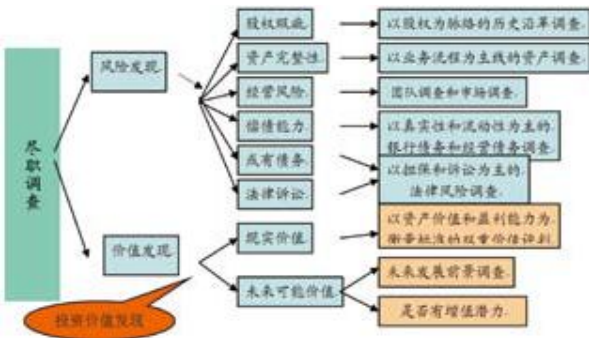 尽职调查
风险发现.
价值发现.
投资价值发现
股权瑕疵.
资产完整性.
经营风险.
偿债能力.
或有债务.
法律诉讼.
现实价值.
未来可能价值.
以股权为脉络的历史沿革调查.
以业务流程为主线的资产调查.
团队调查和市场调查.
以真实性和流动性为主的.
银行债务和经营债务调查.
以担保和诉讼为主的.
法律风险调查.
以资产价值和盈利能力为.
衡量标准的双重价值评判
未来发展前景调查.
是否有增值潜力.